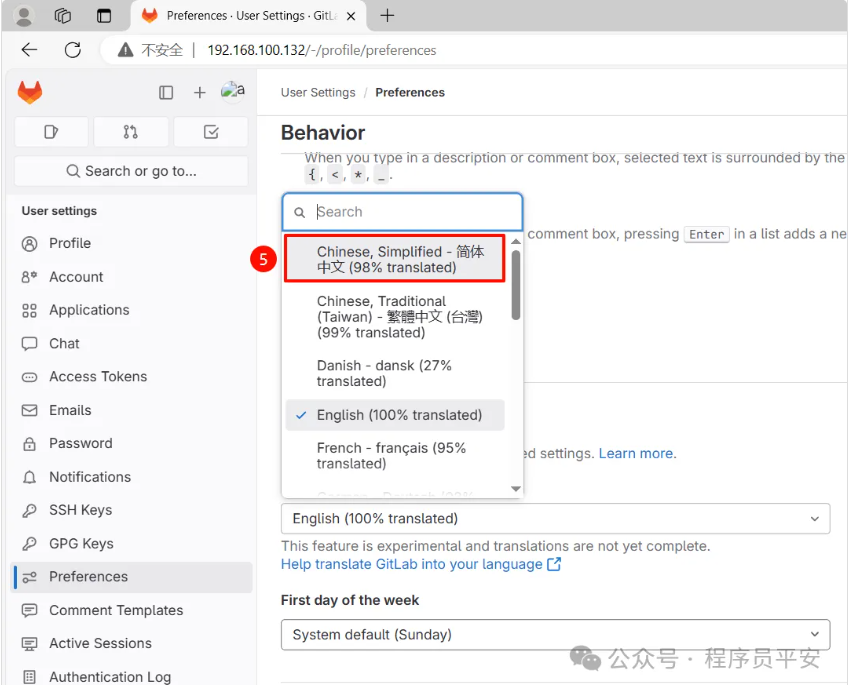 Preferences · User Settings · GitL
不安全
192.168.100.132/-/profile/preferences
a
User Settings / Preferences
Search or go to...
User settings
Profile
Account
Applications
Chat
Access Tokens
Emails
Password
Notifications
SSH Keys
GPG Keys
Preferences
Comment Templates
Active Sessions
Authentication Log
Behavior
When you type in a description or comment box, selected text is surrounded by the
{ , < , * , _ .
Search
comment box, pressing Enter in a list adds a ne
5
Chinese, Simplified - 简体
中文 (98% translated)
Chinese, Traditional
(Taiwan) - 繁體中文 (台灣)
(99% translated)
Danish - dansk (27%
translated)
English (100% translated)
French - français (95%
translated)
ed settings. Learn more.
English (100% translated)
This feature is experimental and translations are not yet complete.
Help translate GitLab into your language
First day of the week
System default (Sunday)
公众号 · 程序员平安